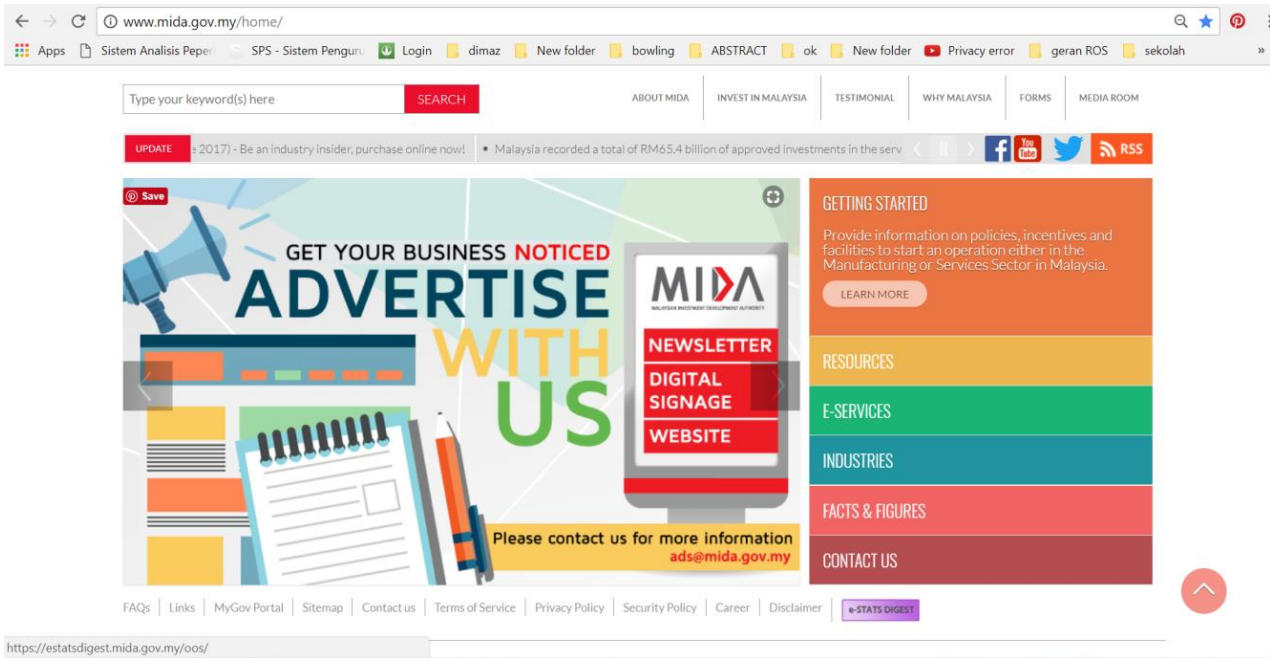 www.mida.gov.my/home/
Apps Sistem Analisis Peper SPS - Sistem Penguru Login dimaz New folder bowling ABSTRACT ok New folder Privacy error geran ROS sekolah »
Type your keyword(s) here SEARCH ABOUT MIDA INVEST IN MALAYSIA TESTIMONIAL WHY MALAYSIA FORMS MEDIA ROOM
UPDATE e 2017) - Be an industry insider, purchase online now! • Malaysia recorded a total of RM65.4 billion of approved investments in the serv You Tube RSS
Save
GET YOUR BUSINESS NOTICED
ADVERTISE
WITH
US
MIDA
MALAYSIAN INVESTMENT DEVELOPMENT AUTHORITY
NEWSLETTER
DIGITAL
SIGNAGE
WEBSITE
Please contact us for more information
ads@mida.gov.my
GETTING STARTED
Provide information on policies, incentives and
facilities to start an operation either in the
Manufacturing or Services Sector in Malaysia.
LEARN MORE
RESOURCES
E-SERVICES
INDUSTRIES
FACTS & FIGURES
CONTACT US
FAQs Links MyGov Portal Sitemap Contact us Terms of Service Privacy Policy Security Policy Career Disclaimer e-STATS DIGEST
https://estatsdigest.mida.gov.my/oos/